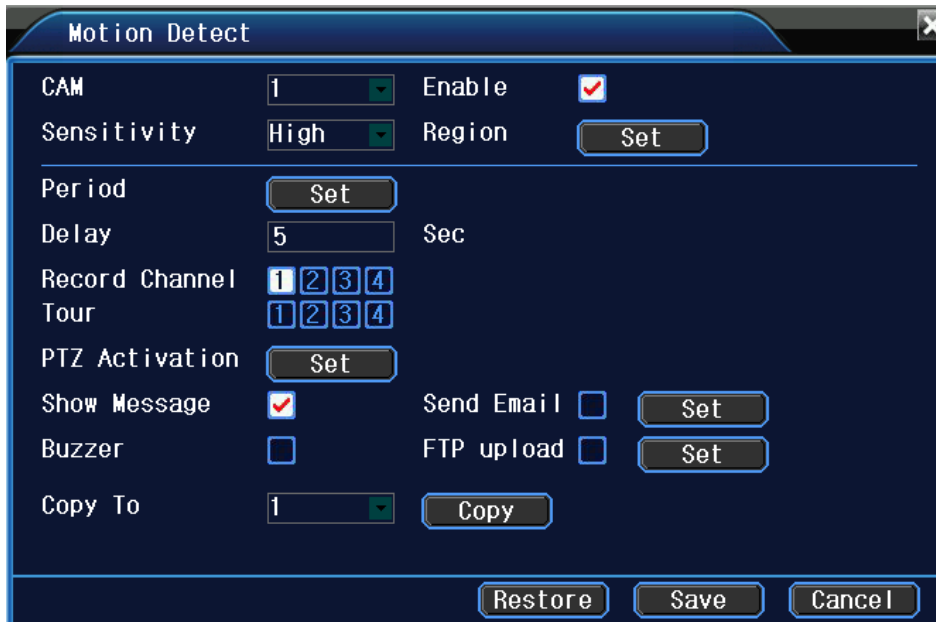 Motion Detect
CAM 1 Enable
Sensitivity High Region Set
Period Set
Delay 5 Sec
Record Channel 1 2 3 4
Tour 1 2 3 4
PTZ Activation Set
Show Message Send Email Set
Buzzer FTP upload Set
Copy To 1 Copy
Restore Save Cancel